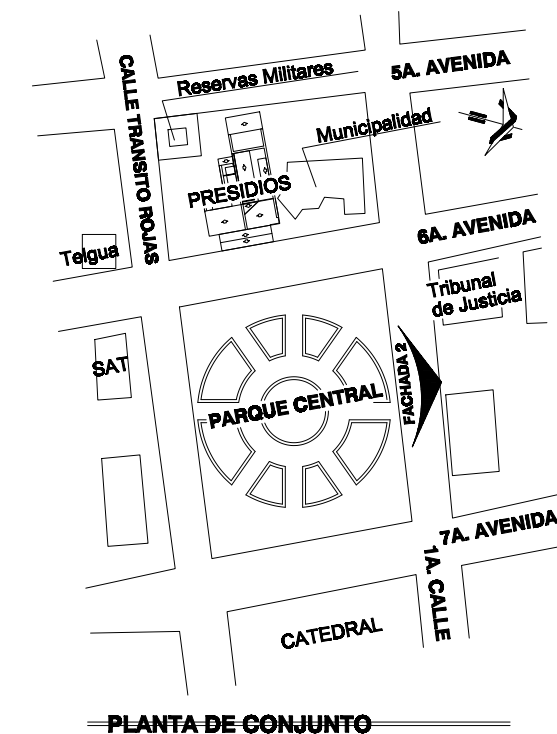 5A. AVENIDA
Reservas Militares
CALLE TRANSITO ROJAS
Municipalidad
PRESIDIOS
6A. AVENIDA
Telgua
Tribunal
de Justicia
SAT
FACHADA 2
PARQUE CENTRAL
7A. AVENIDA
1A. CALLE
CATEDRAL
PLANTA DE CONJUNTO